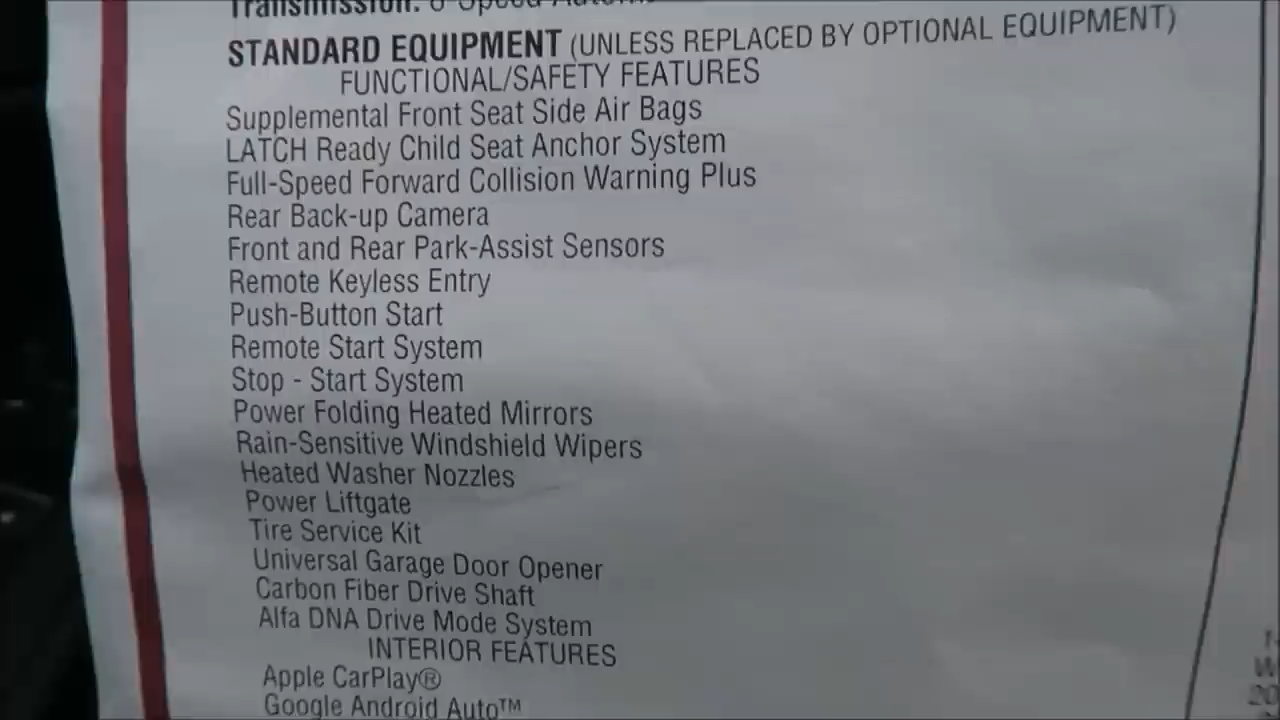 Transmission: 8-Speed
STANDARD EQUIPMENT (UNLESS REPLACED BY OPTIONAL EQUIPMENT)
FUNCTIONAL/SAFETY FEATURES
Supplemental Front Seat Side Air Bags
LATCH Ready Child Seat Anchor System
Full-Speed Forward Collision Warning Plus
Rear Back-up Camera
Front and Rear Park-Assist Sensors
Remote Keyless Entry
Push-Button Start
Remote Start System
Stop - Start System
Power Folding Heated Mirrors
Rain-Sensitive Windshield Wipers
Heated Washer Nozzles
Power Liftgate
Tire Service Kit
Universal Garage Door Opener
Carbon Fiber Drive Shaft
Alfa DNA Drive Mode System
INTERIOR FEATURES
Apple CarPlay®
Google Android Auto™